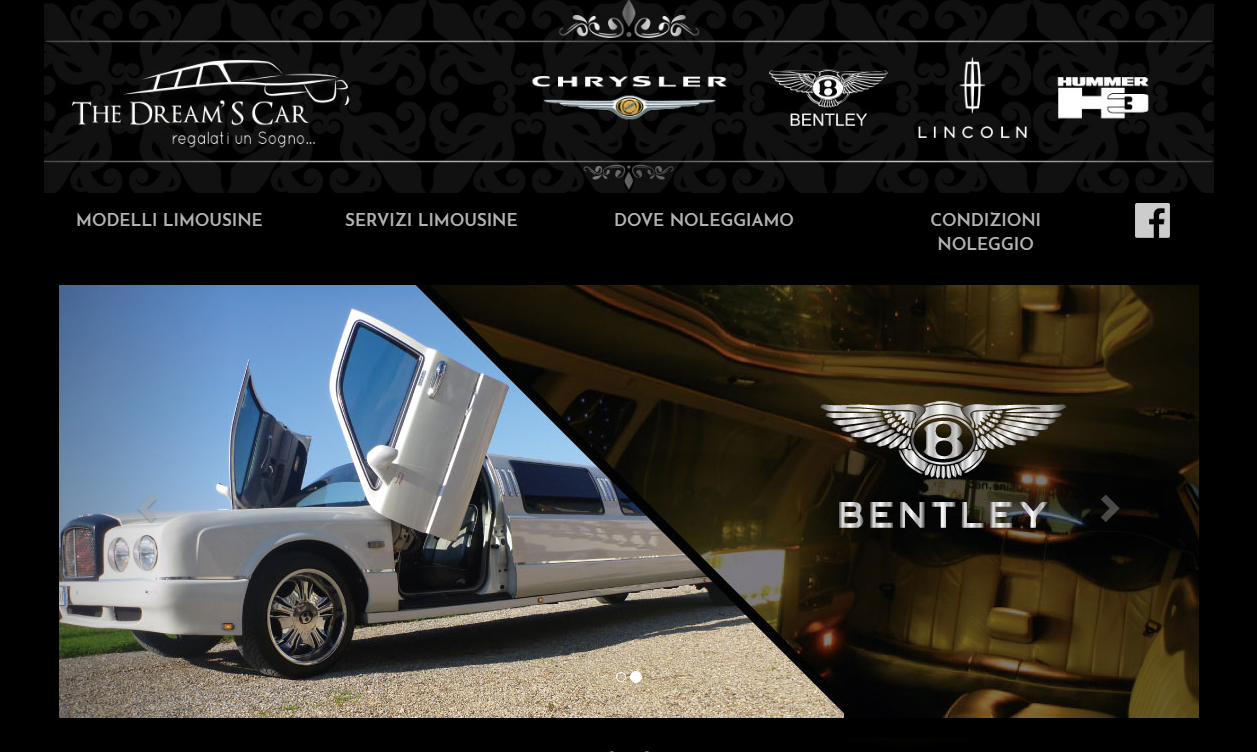 THE DREAM'S CAR
regalati un Sogno...
CHRYSLER
BENTLEY
LINCOLN
HUMMER
H3
MODELLI LIMOUSINE
SERVIZI LIMOUSINE
DOVE NOLEGGIAMO
CONDIZIONI
NOLEGGIO
B
BENTLEY